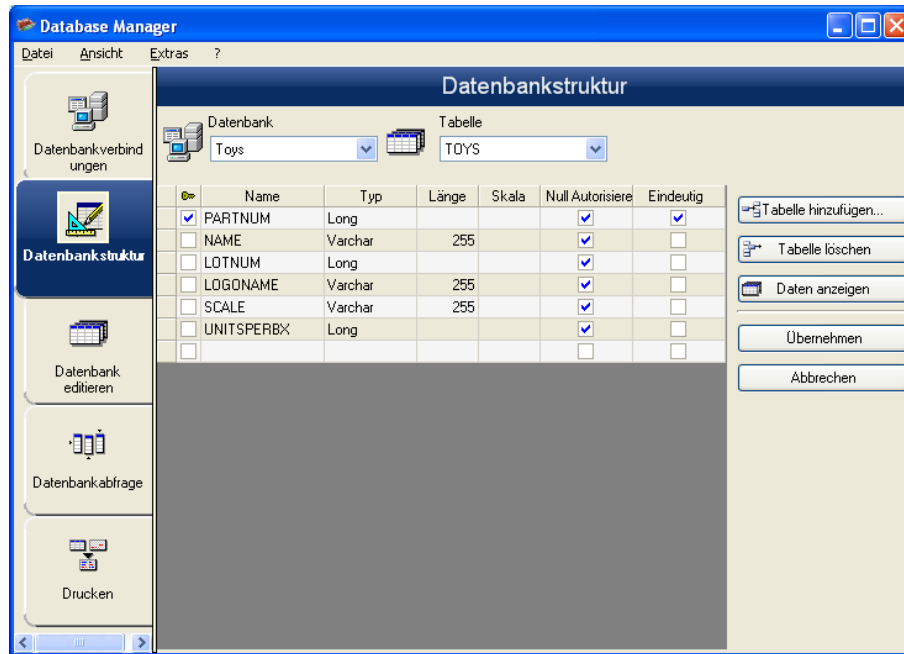 Database Manager
Datei Ansicht Extras ?
Datenbankverbind
ungen
Datenbankstruktur
Datenbank
editieren
Datenbankabfrage
Drucken
Datenbankstruktur
Datenbank
Toys
Tabelle
TOYS
Name Typ Länge Skala Null Autorisiere Eindeutig
PARTNUM Long
NAME Varchar 255
LOTNUM Long
LOGONAME Varchar 255
SCALE Varchar 255
UNITSPERBX Long
Tabelle hinzufügen...
Tabelle löschen
Daten anzeigen
Übernehmen
Abbrechen